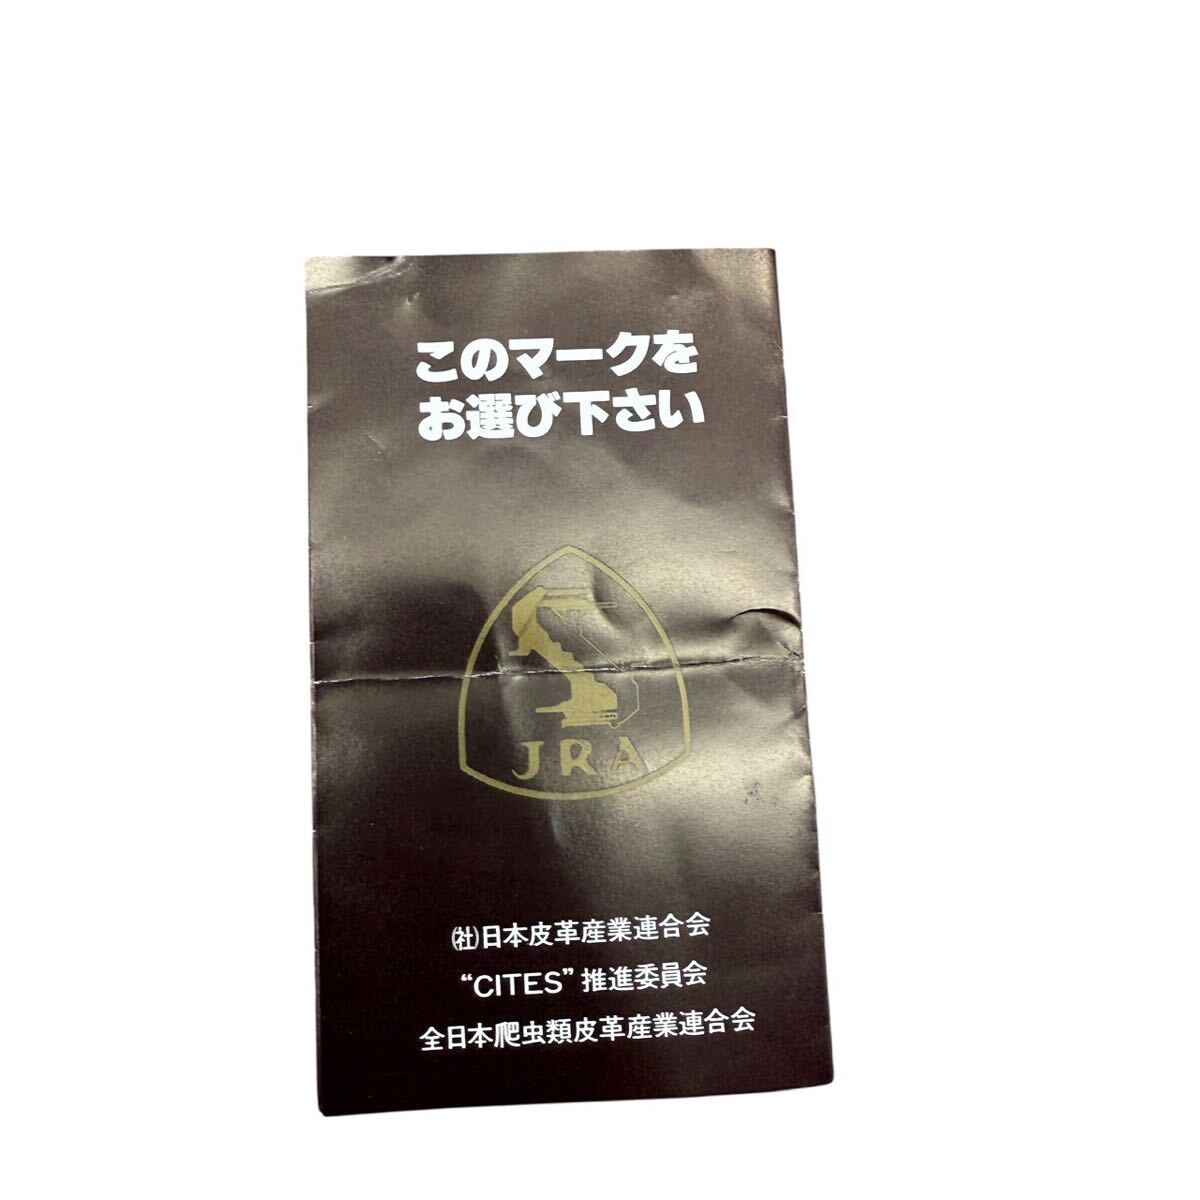 このマークを
お選び下さい
JRA
㈳日本皮革産業連合会
“CITES” 推進委員会
全日本爬虫類皮革産業連合会